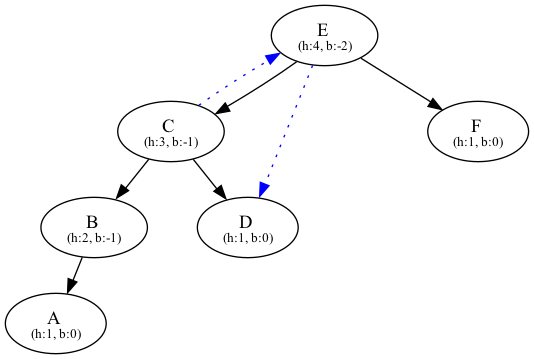 E
(h:4, b:-2)
C
(h:3, b:-1)
F
(h:1, b:0)
B
(h:2, b:-1)
D
(h:1, b:0)
A
(h:1, b:0)